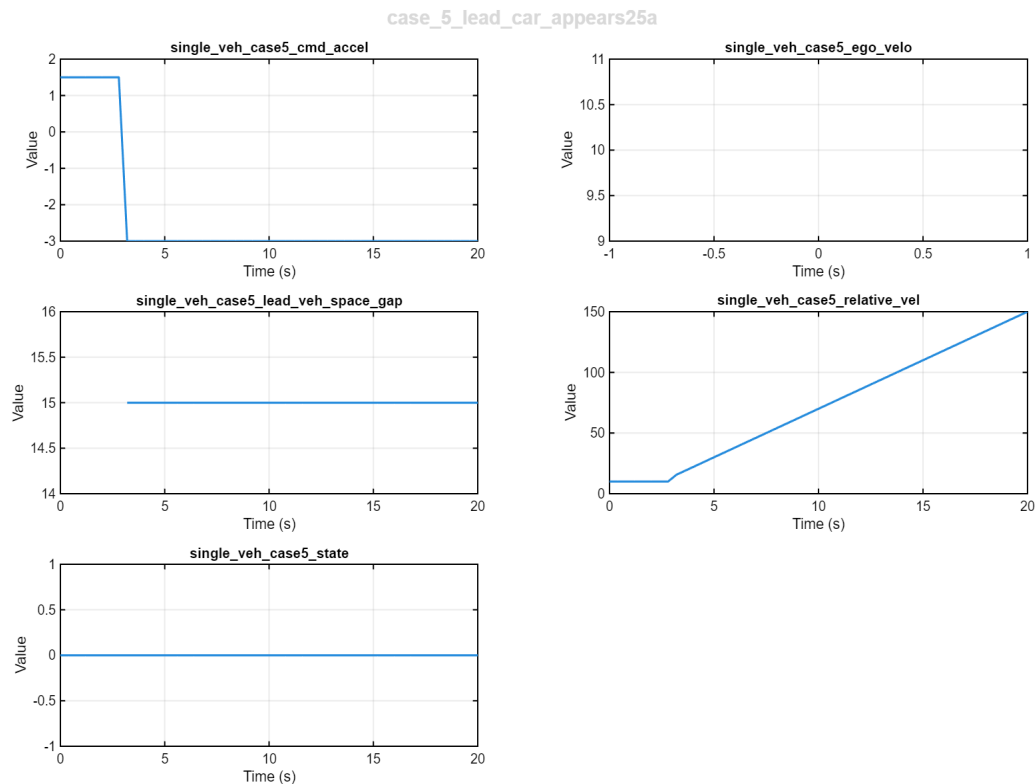 case_5_lead_car_appears25a
single_veh_case5_cmd_accel
2
1
0
-1
-2
-3
Value
0 5 10 15 20
Time (s)
single_veh_case5_ego_velo
11
10.5
10
9.5
9
Value
-1 -0.5 0 0.5 1
Time (s)
single_veh_case5_lead_veh_space_gap
16
15.5
15
14.5
14
Value
0 5 10 15 20
Time (s)
single_veh_case5_relative_vel
150
100
50
0
Value
0 5 10 15 20
Time (s)
single_veh_case5_state
1
0.5
0
-0.5
-1
Value
0 5 10 15 20
Time (s)